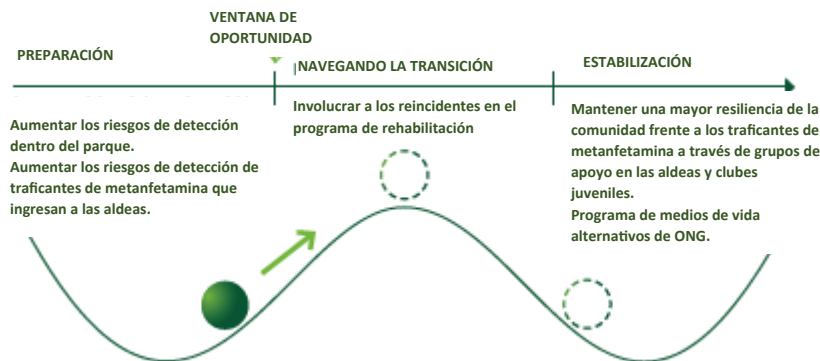 VENTANA DE
OPORTUNIDAD
PREPARACIÓN
NAVEGANDO LA TRANSICIÓN
ESTABILIZACIÓN
Aumentar los riesgos de detección
dentro del parque.
Aumentar los riesgos de detección de
traficantes de metanfetamina que
ingresan a las aldeas.
Involucrar a los reincidentes en el
programa de rehabilitación
Mantener una mayor resiliencia de la
comunidad frente a los traficantes de
metanfetamina a través de grupos de
apoyo en las aldeas y clubes
juveniles.
Programa de medios de vida
alternativos de ONG.